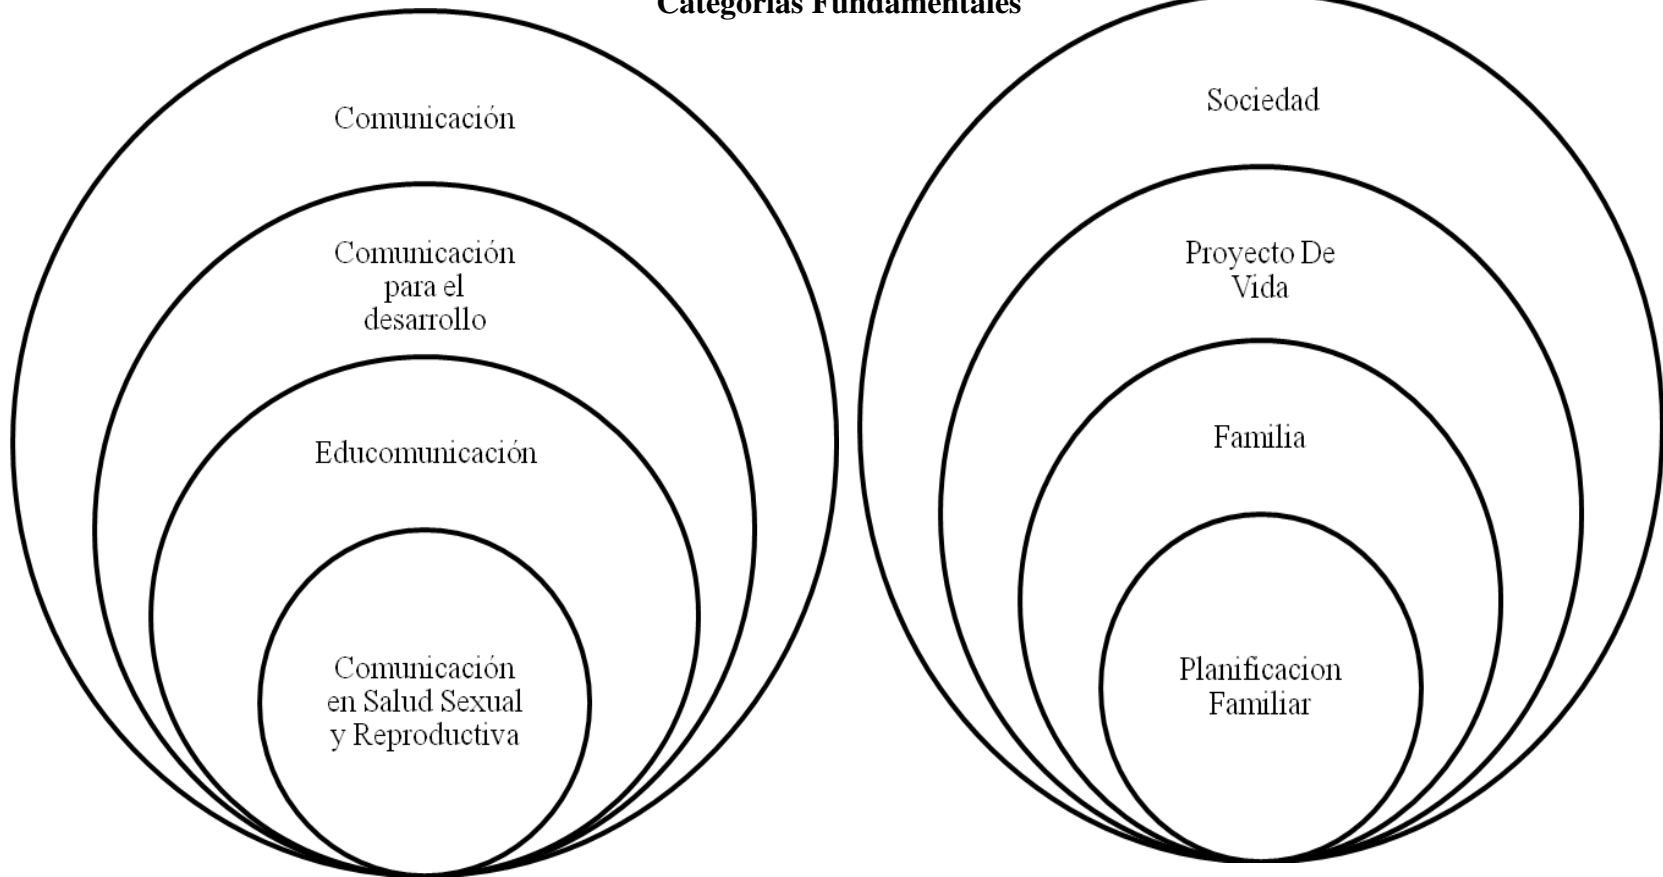 Categorías Fundamentales
Comunicación
Comunicación
para el
desarrollo
Educomunicación
Comunicación
en Salud Sexual
y Reproductiva
Sociedad
Proyecto De
Vida
Familia
Planificacion
Familiar